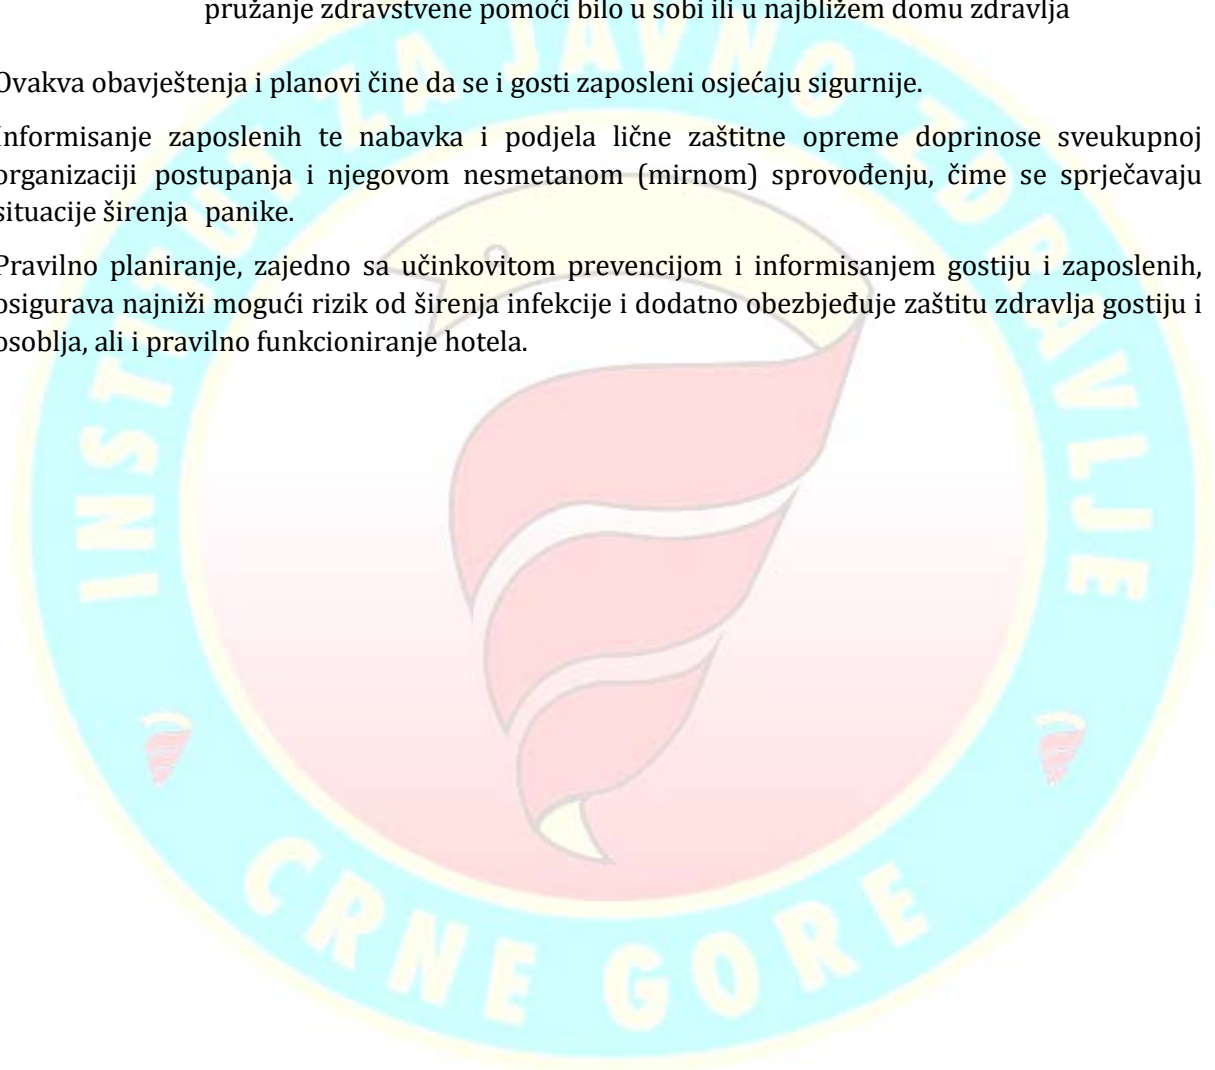 pružanje zdravstvene pomoći bilo u sobi ili u najbližem domu zdravlja
Ovakva obavještenja i planovi čine da se i gosti zaposleni osjećaju sigurnije.
Informisanje zaposlenih te nabavka i podjela lične zaštitne opreme doprinose sveukupnoj
organizaciji postupanja i njegovom nesmetanom (mirnom) sprovođenju, čime se sprječavaju
situacije širenja panike.
Pravilno planiranje, zajedno sa učinkovitom prevencijom i informisanjem gostiju i zaposlenih,
osigurava najniži mogući rizik od širenja infekcije i dodatno obezbjeđuje zaštitu zdravlja gostiju i
osoblja, ali i pravilno funkcioniranje hotela.
INSTITUT ZA JAVNO ZDRAVLJE
CRNE GORE